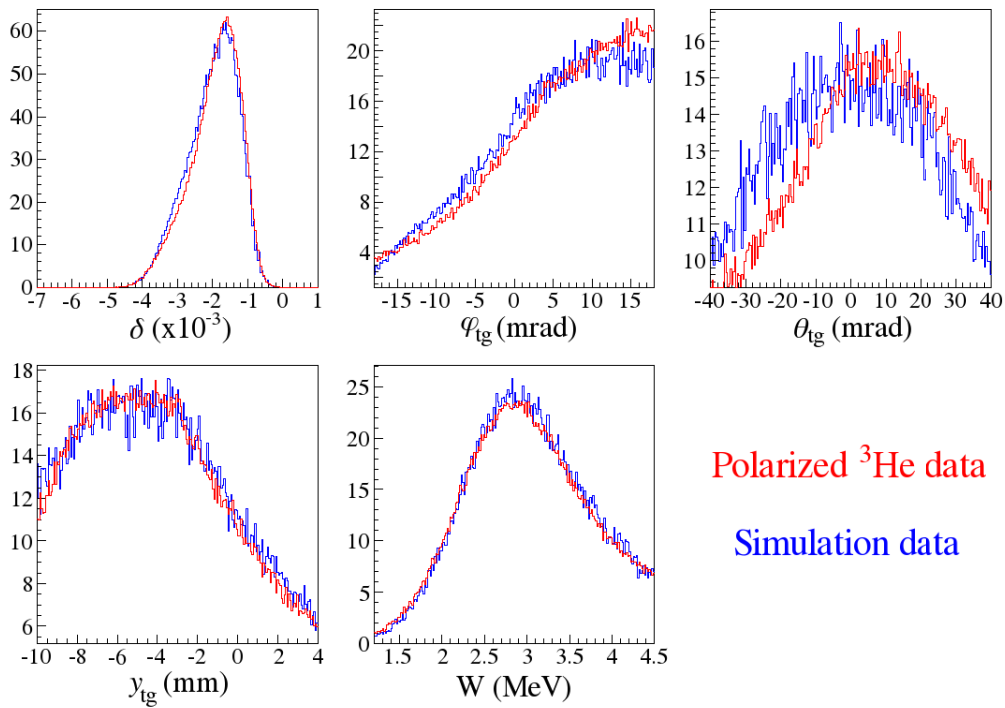 60
50
40
30
20
10
0
-7 -6 -5 -4 -3 -2 -1 0 1
δ (x10⁻³)
20
16
12
8
4
-15 -10 -5 0 5 10 15
φtg (mrad)
16
15
14
13
12
11
10
-40 -30 -20 -10 0 10 20 30 40
θtg (mrad)
18
16
14
12
10
8
6
-10 -8 -6 -4 -2 0 2 4
ytg (mm)
25
20
15
10
5
0
1.5 2 2.5 3 3.5 4 4.5
W (MeV)
Polarized ³He data
Simulation data